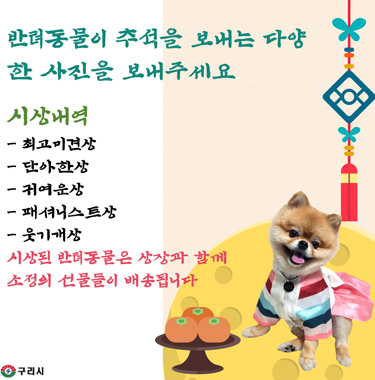 반려동물이 추석을 보내는 다양
한 사진을 보내주세요
시상내역
- 최고미견상
- 단아한상
- 귀여운상
- 패셔니스트상
- 웃기개상
시상된 반려동물은 상장과 함께
소정의 선물들이 배송됩니다
구리시